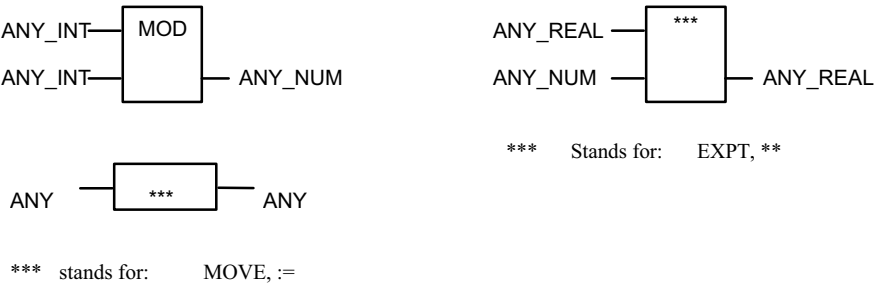 ANY_INT MOD
ANY_INT ANY_NUM
ANY_REAL ***
ANY_NUM ANY_REAL
*** Stands for: EXPT, **
ANY *** ANY
*** stands for: MOVE, :=